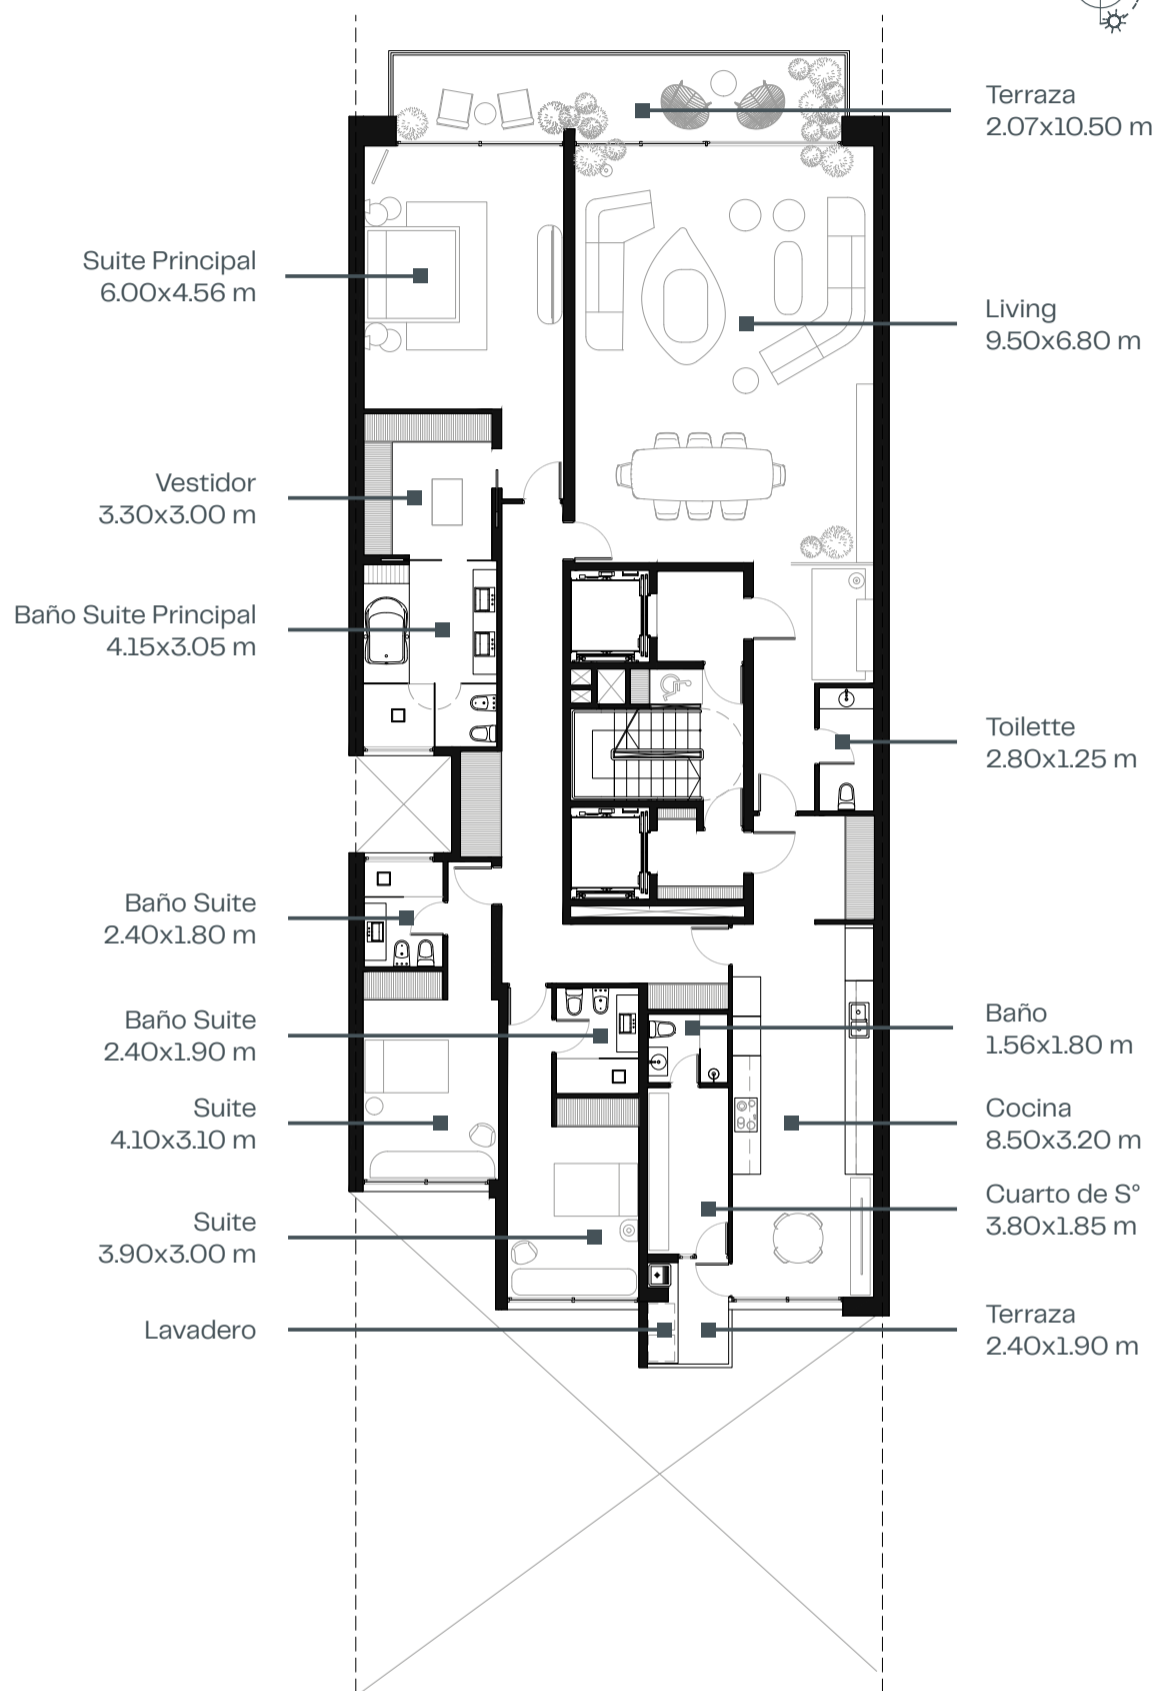 Terraza
2.07x10.50 m
Suite Principal
6.00x4.56 m
Living
9.50x6.80 m
Vestidor
3.30x3.00 m
Baño Suite Principal
4.15x3.05 m
Toilette
2.80x1.25 m
Baño Suite
2.40x1.80 m
Baño Suite
2.40x1.90 m
Baño
1.56x1.80 m
Suite
4.10x3.10 m
Cocina
8.50x3.20 m
Cuarto de S°
3.80x1.85 m
Suite
3.90x3.00 m
Lavadero
Terraza
2.40x1.90 m